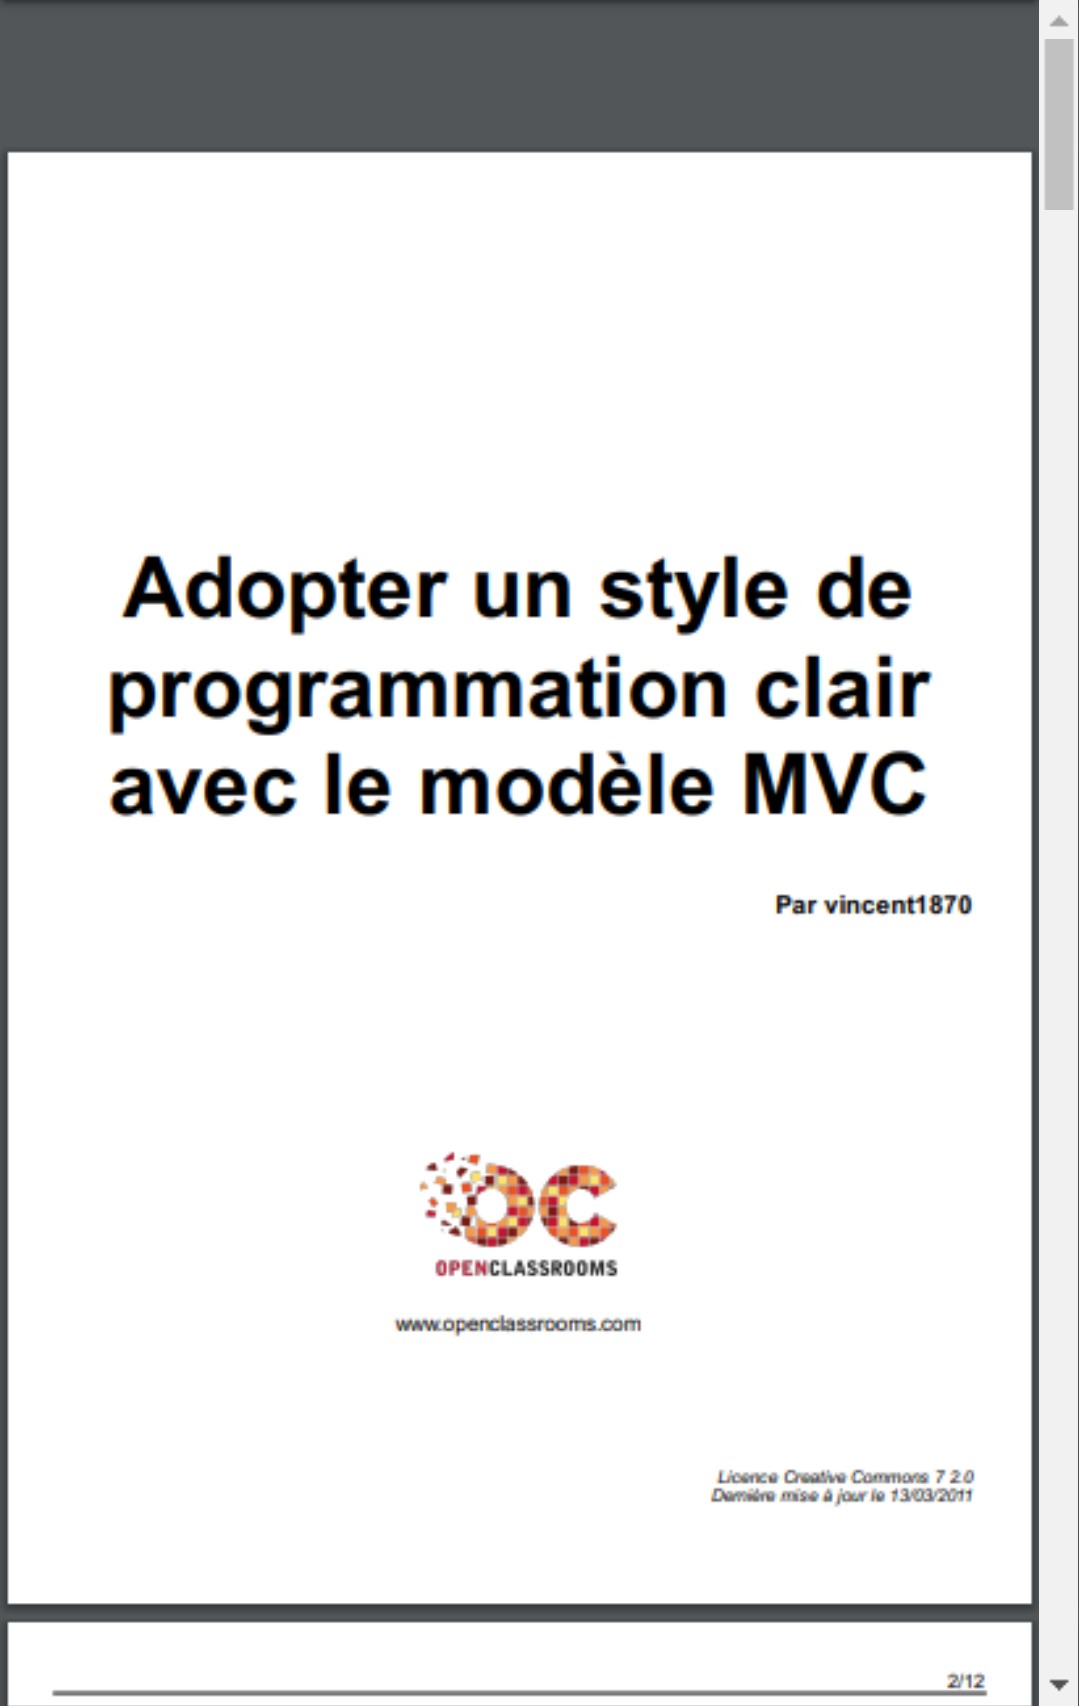 Adopter un style de
programmation clair
avec le modèle MVC
Par vincent1870
OC
OPENCLASSROOMS
www.openclassrooms.com
Licence Creative Commons 7 2.0
Dernière mise à jour le 13/03/2011
2/12